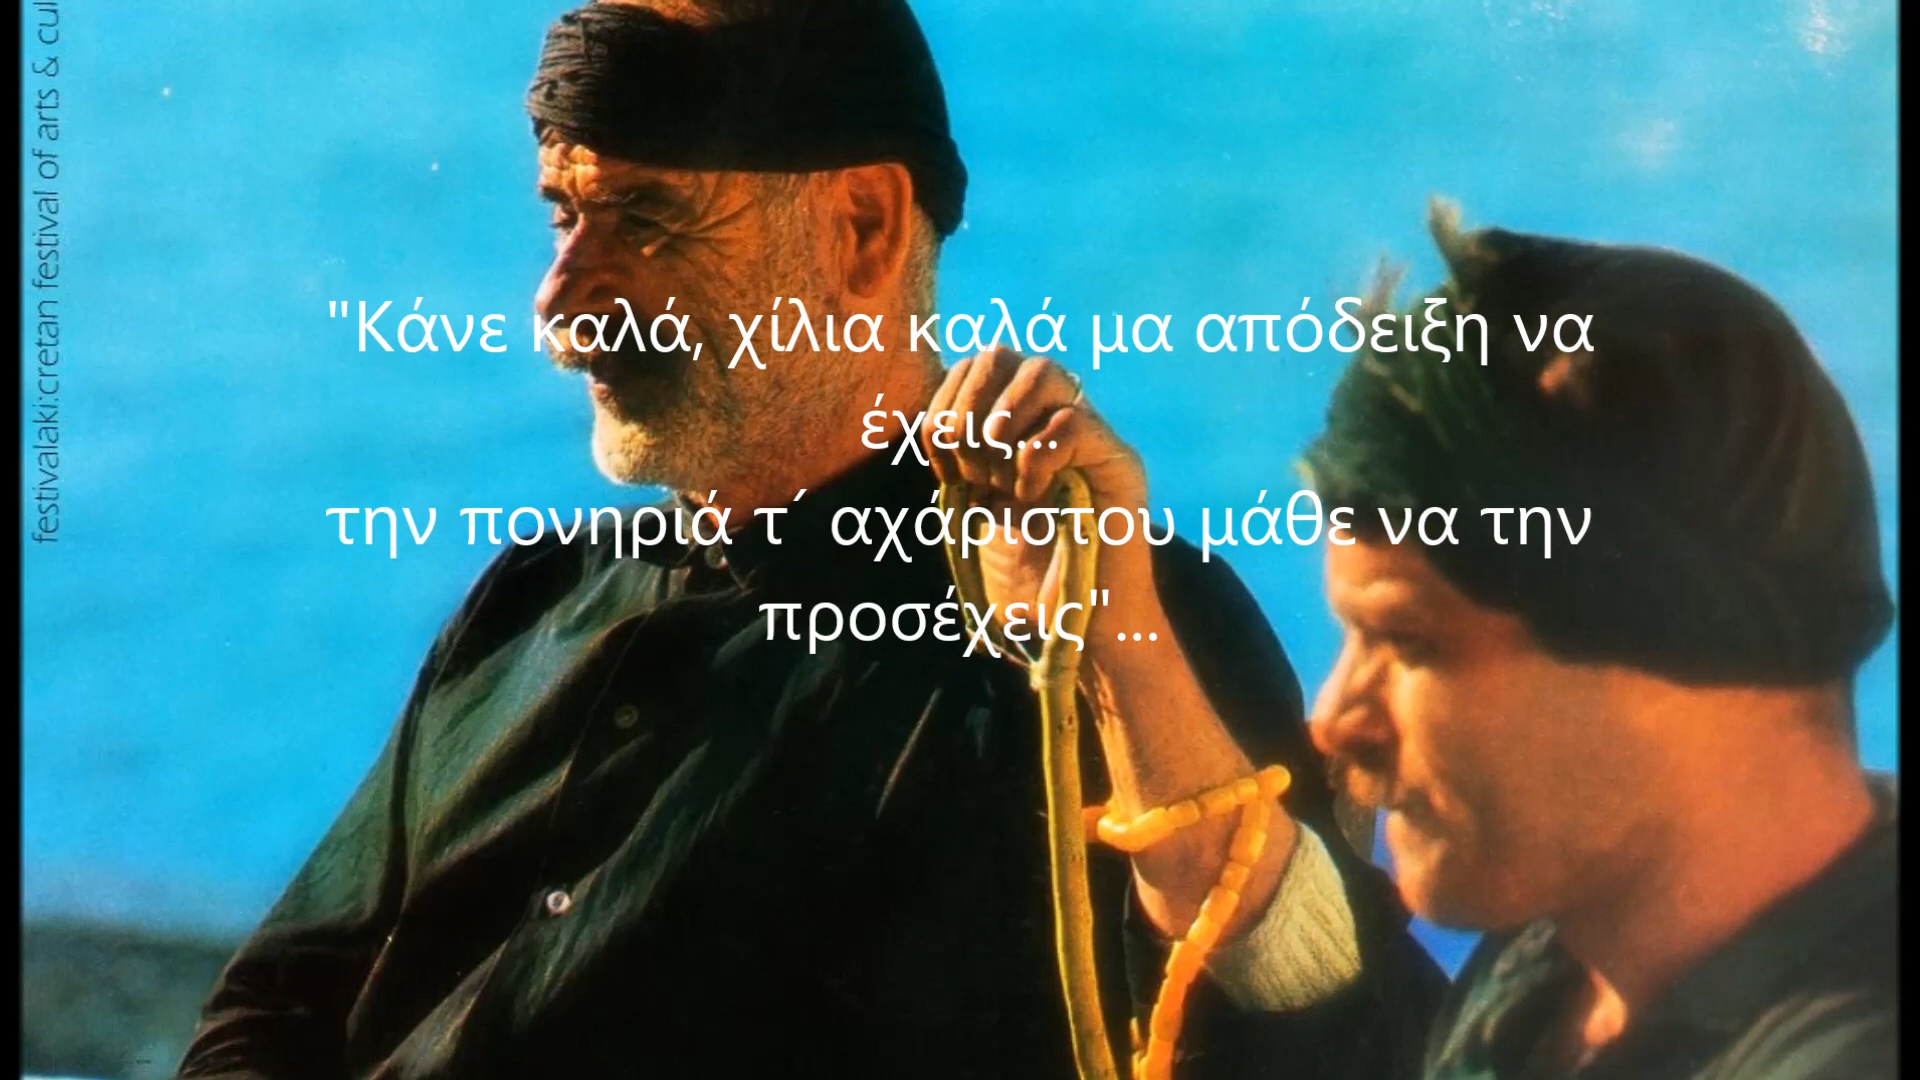 festivalaki:cretan festival of arts & cul
"Κάνε καλά, χίλια καλά μα απόδειξη να
έχεις...
την πονηριά τ΄ αχάριστου μάθε να την
προσέχεις"...